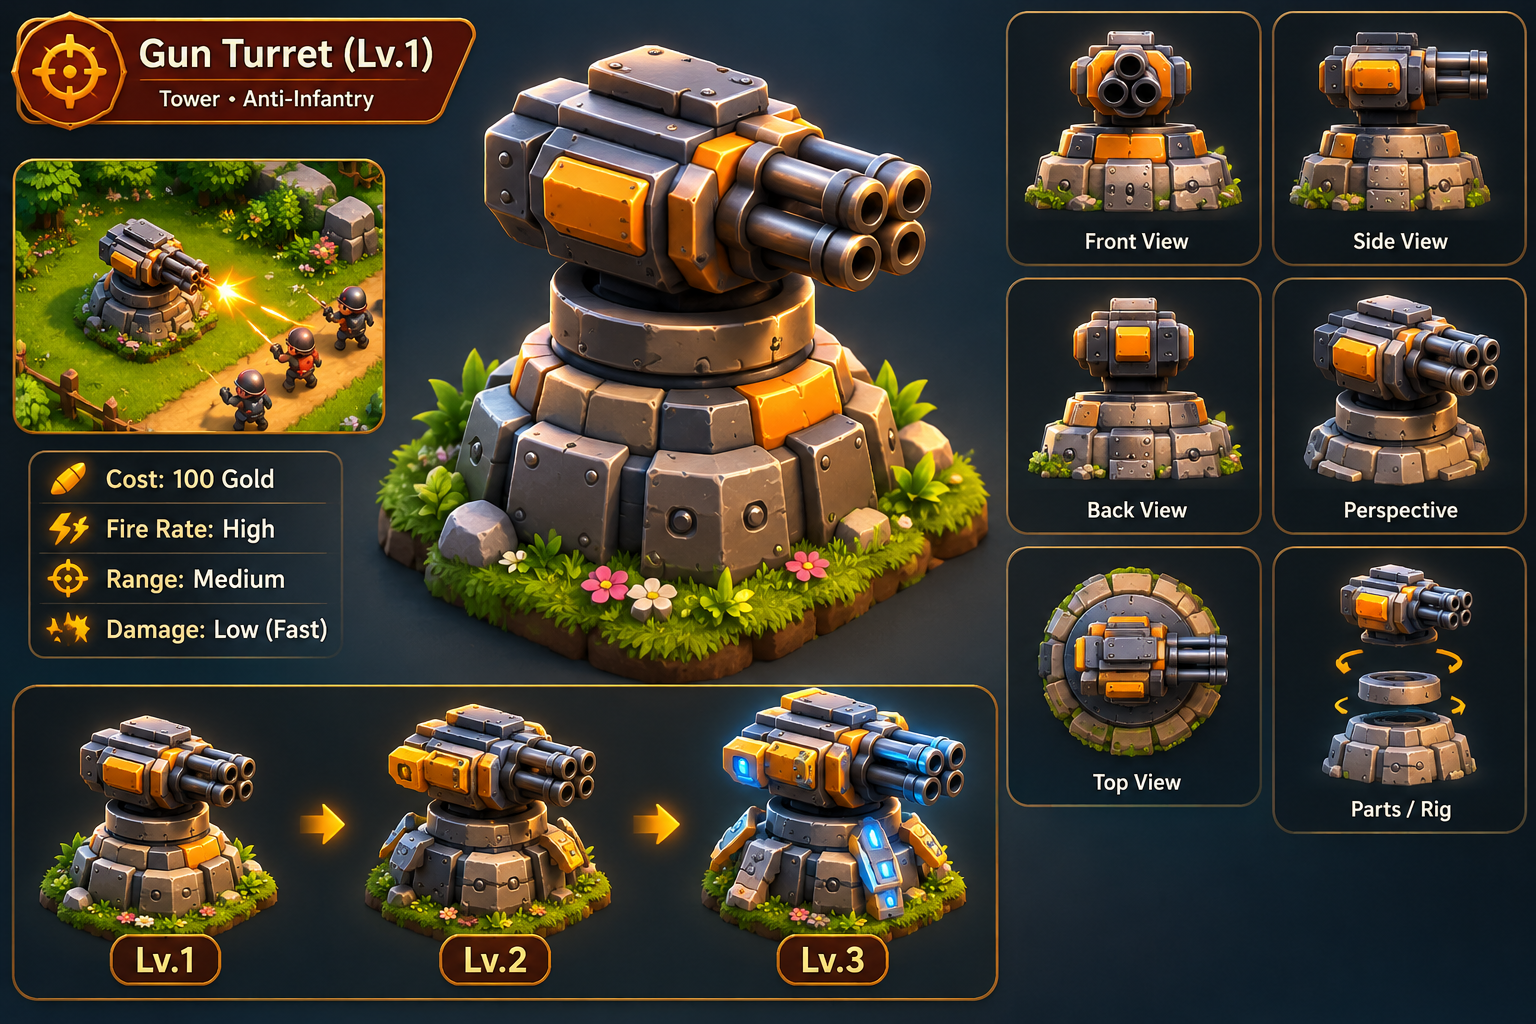 Gun Turret (Lv.1)
Tower • Anti-Infantry
Cost: 100 Gold
Fire Rate: High
Range: Medium
Damage: Low (Fast)
Lv.1
Lv.2
Lv.3
Front View
Side View
Back View
Perspective
Top View
Parts / Rig